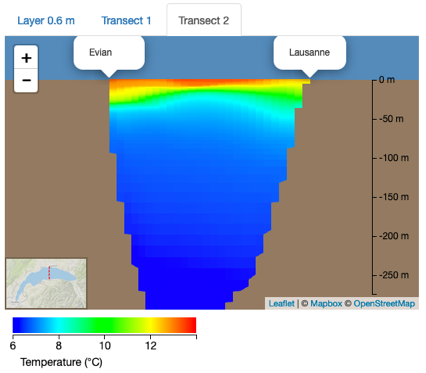 Layer 0.6 m Transect 1 Transect 2
+ Evian Lausanne
−
0 m
-50 m
-100 m
-150 m
-200 m
-250 m
Leaflet | © Mapbox © OpenStreetMap
6 8 10 12
Temperature (°C)